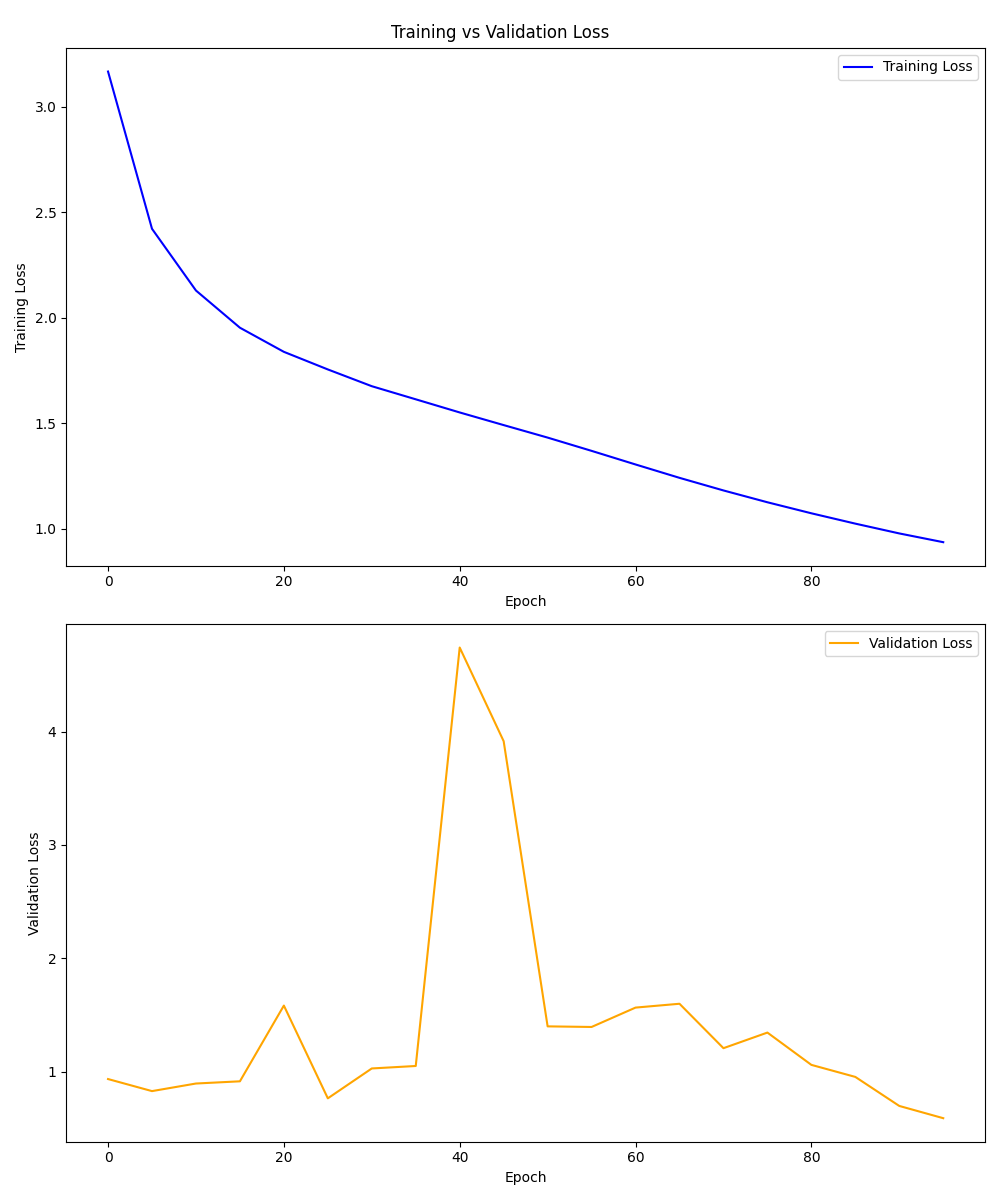 Training vs Validation Loss
Training Loss
3.0
2.5
2.0
1.5
1.0
Training Loss
0 20 40 60 80
Epoch
Validation Loss
4
3
2
1
Validation Loss
0 20 40 60 80
Epoch